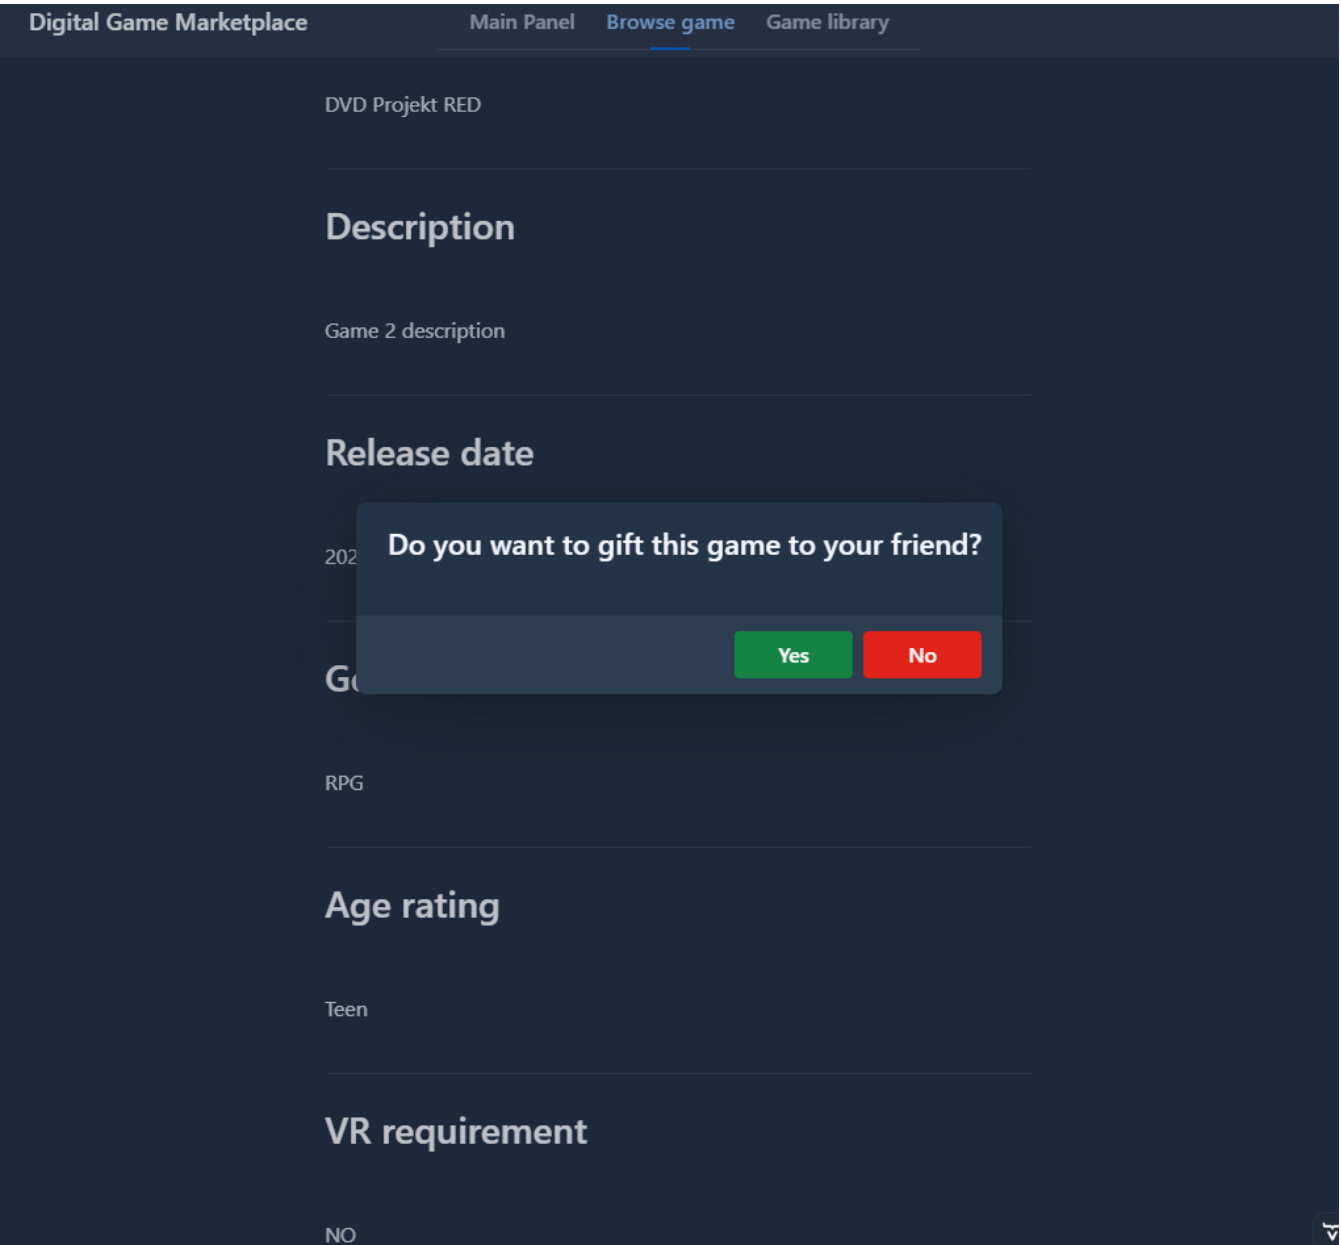 Digital Game Marketplace
Main Panel Browse game Game library
DVD Projekt RED
Description
Game 2 description
Release date
Do you want to gift this game to your friend?
Yes No
RPG
Age rating
Teen
VR requirement
NO